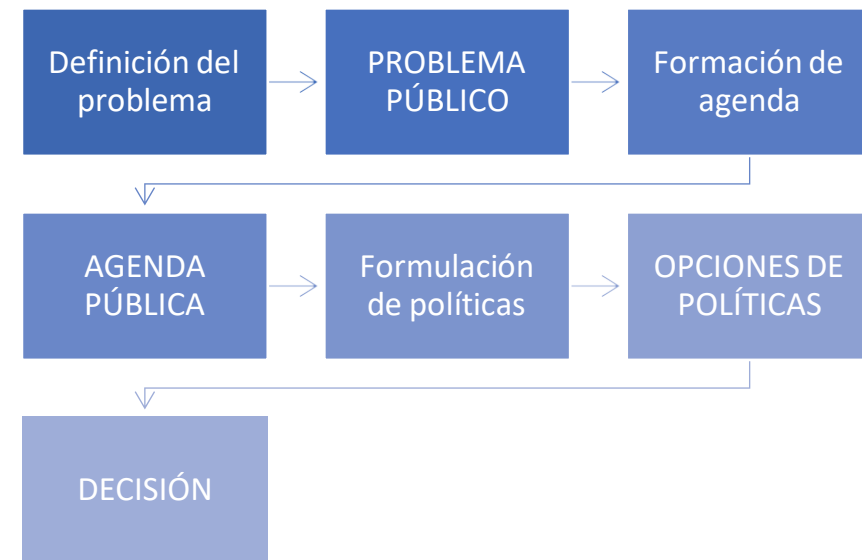 Definición del
problema
PROBLEMA
PÚBLICO
Formación de
agenda
AGENDA
PÚBLICA
Formulación
de políticas
OPCIONES DE
POLÍTICAS
DECISIÓN